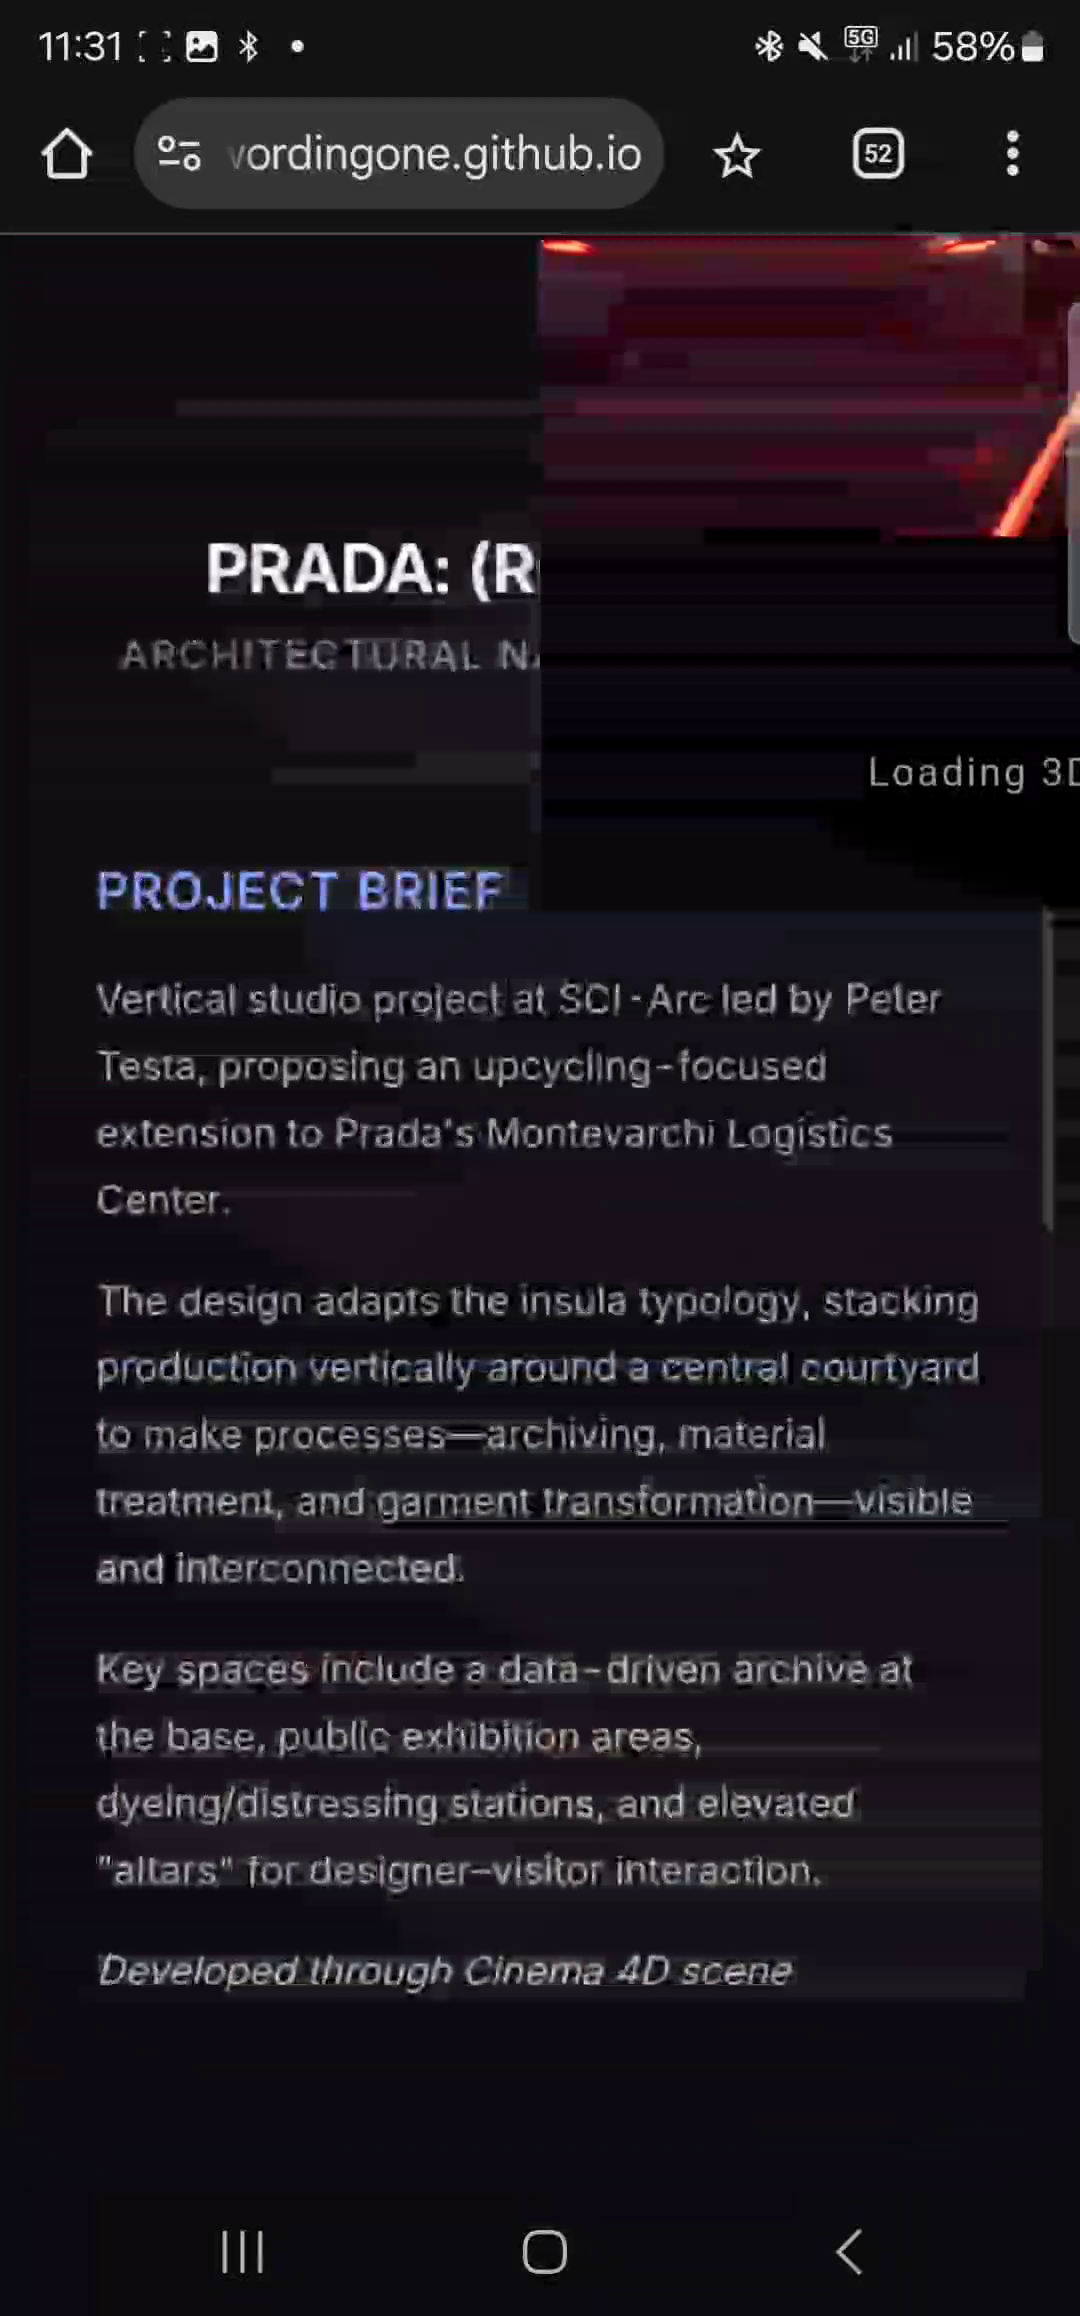 11:31
5G
58%
vordingone.github.io
52
PRADA: (R
ARCHITECTURAL NA
Loading 3D
PROJECT BRIEF
Vertical studio project at SCI-Arc led by Peter
Testa, proposing an upcycling-focused
extension to Prada's Montevarchi Logistics
Center.
The design adapts the insula typology, stacking
production vertically around a central courtyard
to make processes—archiving, material
treatment, and garment transformation—visible
and interconnected.
Key spaces include a data-driven archive at
the base, public exhibition areas,
dyeing/distressing stations, and elevated
"altars" for designer–visitor interaction.
Developed through Cinema 4D scene